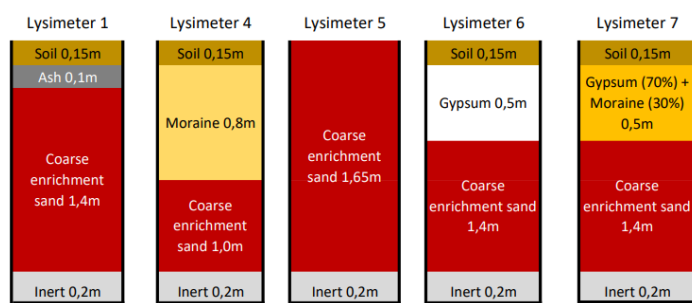 Lysimeter 1
Soil 0,15m
Ash 0,1m
Coarse
enrichment
sand 1,4m
Inert 0,2m
Lysimeter 4
Soil 0,15m
Moraine 0,8m
Coarse
enrichment
sand 1,0m
Inert 0,2m
Lysimeter 5
Coarse
enrichment
sand 1,65m
Inert 0,2m
Lysimeter 6
Soil 0,15m
Gypsum 0,5m
Coarse
enrichment sand
1,4m
Inert 0,2m
Lysimeter 7
Soil 0,15m
Gypsum (70%) +
Moraine (30%)
0,5m
Coarse
enrichment sand
1,4m
Inert 0,2m